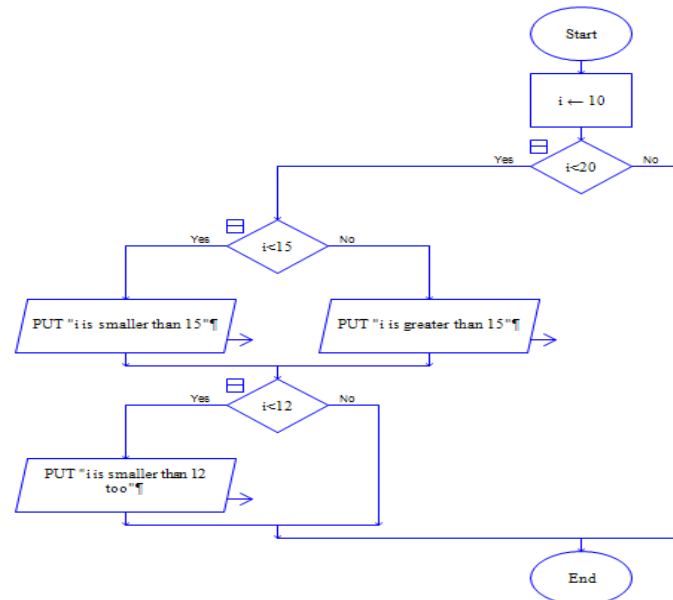 Start
i ← 10
Yes
i<20
No
Yes
i<15
No
PUT "i is smaller than 15"¶
PUT "i is greater than 15"¶
Yes
i<12
No
PUT "i is smaller than 12
too"¶
End